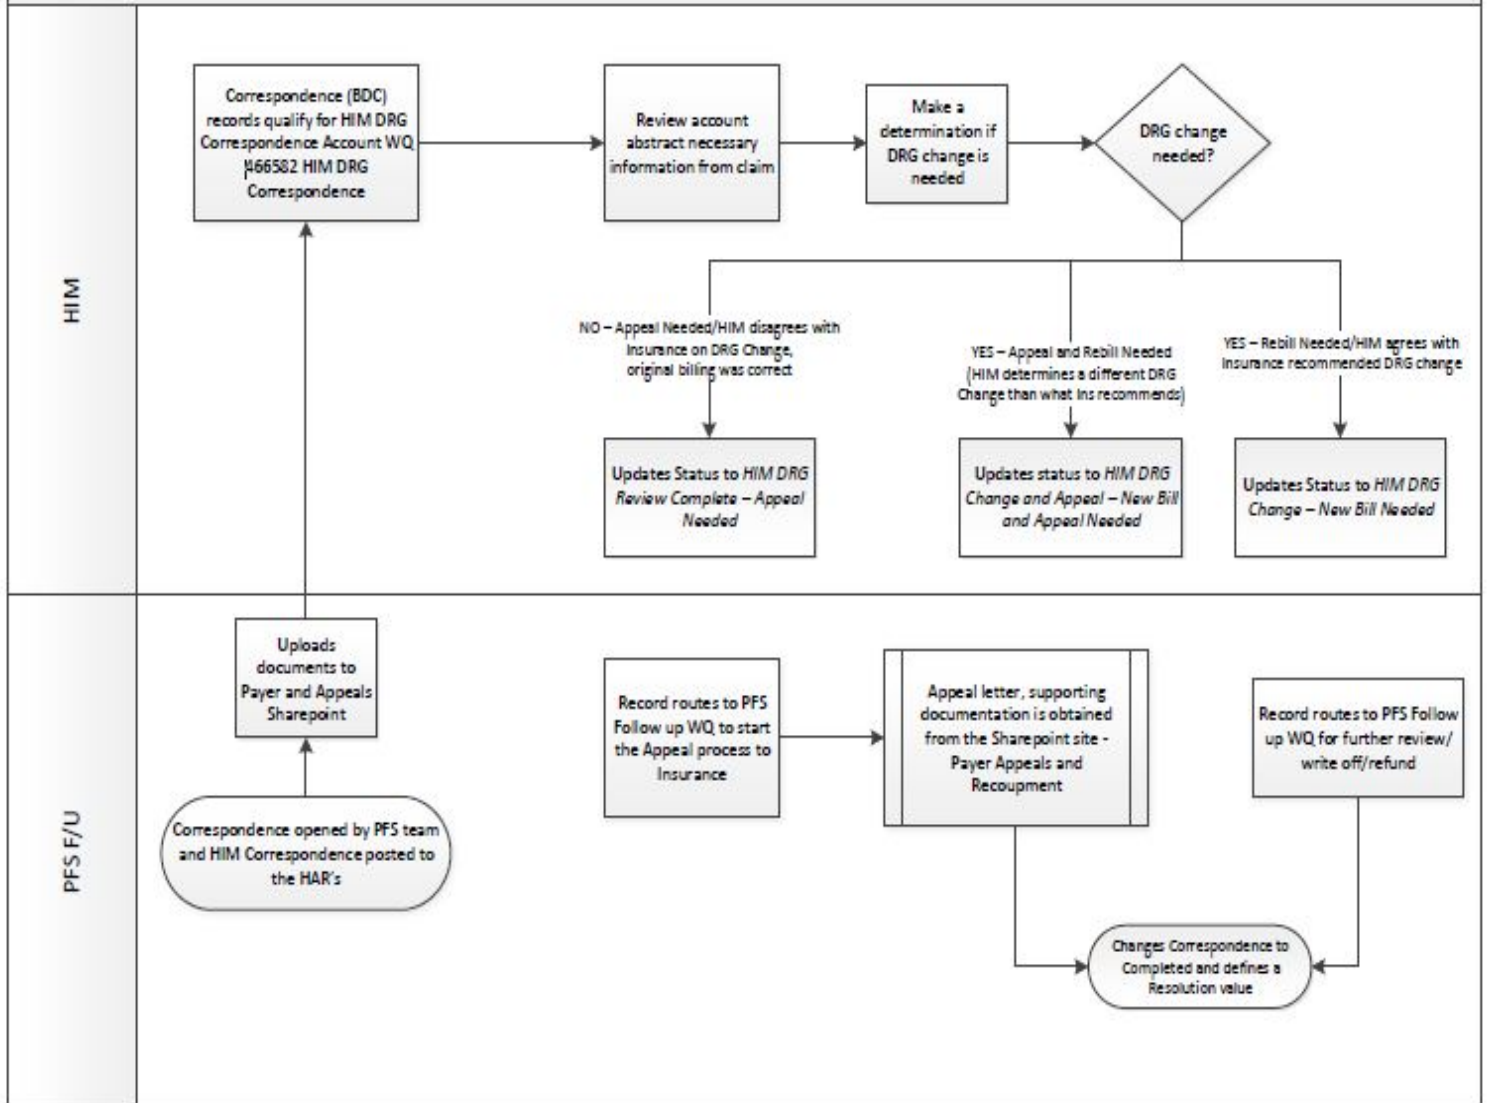 HIM
Correspondence (BDC)
records qualify for HIM DRG
Correspondence Account WQ
466582 HIM DRG
Correspondence
Review account
abstract necessary
information from claim
Make a
determination if
DRG change is
needed
DRG change
needed?
NO – Appeal Needed/HIM disagrees with
Insurance on DRG Change,
original billing was correct
YES – Appeal and Rebill Needed
(HIM determines a different DRG
Change than what Ins recommends)
YES – Rebill Needed/HIM agrees with
Insurance recommended DRG change
Updates Status to HIM DRG
Review Complete – Appeal
Needed
Updates status to HIM DRG
Change and Appeal – New Bill
and Appeal Needed
Updates Status to HIM DRG
Change – New Bill Needed
PFS F/U
Uploads
documents to
Payer and Appeals
Sharepoint
Correspondence opened by PFS team
and HIM Correspondence posted to
the HAR's
Record routes to PFS
Follow up WQ to start
the Appeal process to
Insurance
Appeal letter, supporting
documentation is obtained
from the Sharepoint site -
Payer Appeals and
Recoupment
Record routes to PFS Follow
up WQ for further review/
write off/refund
Changes Correspondence to
Completed and defines a
Resolution value